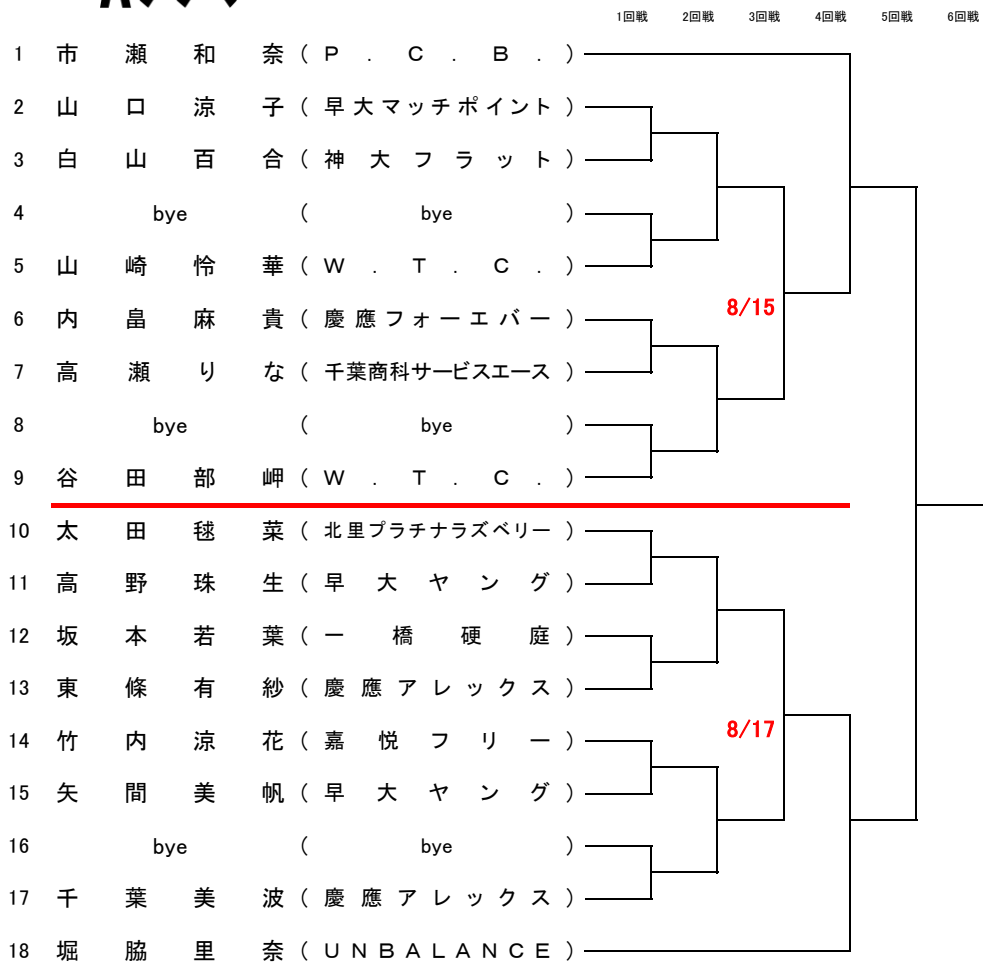 1回戦 2回戦 3回戦 4回戦 5回戦 6回戦
1 市瀬和奈 (P.C.B.)
2 山口涼子 (早大マッチポイント)
3 白山百合 (神大フラット)
4 bye (bye)
5 山崎怜華 (W.T.C.)
8/15
6 内畠麻貴 (慶應フォーエバー)
7 高瀬りな (千葉商科サービスエース)
8 bye (bye)
9 谷田部岬 (W.T.C.)
10 太田毬菜 (北里プラチナラズベリー)
11 高野珠生 (早大ヤング)
12 坂本若葉 (一橋硬庭)
13 東條有紗 (慶應アレックス)
8/17
14 竹内涼花 (嘉悦フリー)
15 矢間美帆 (早大ヤング)
16 bye (bye)
17 千葉美波 (慶應アレックス)
18 堀脇里奈 (UNBALANCE)